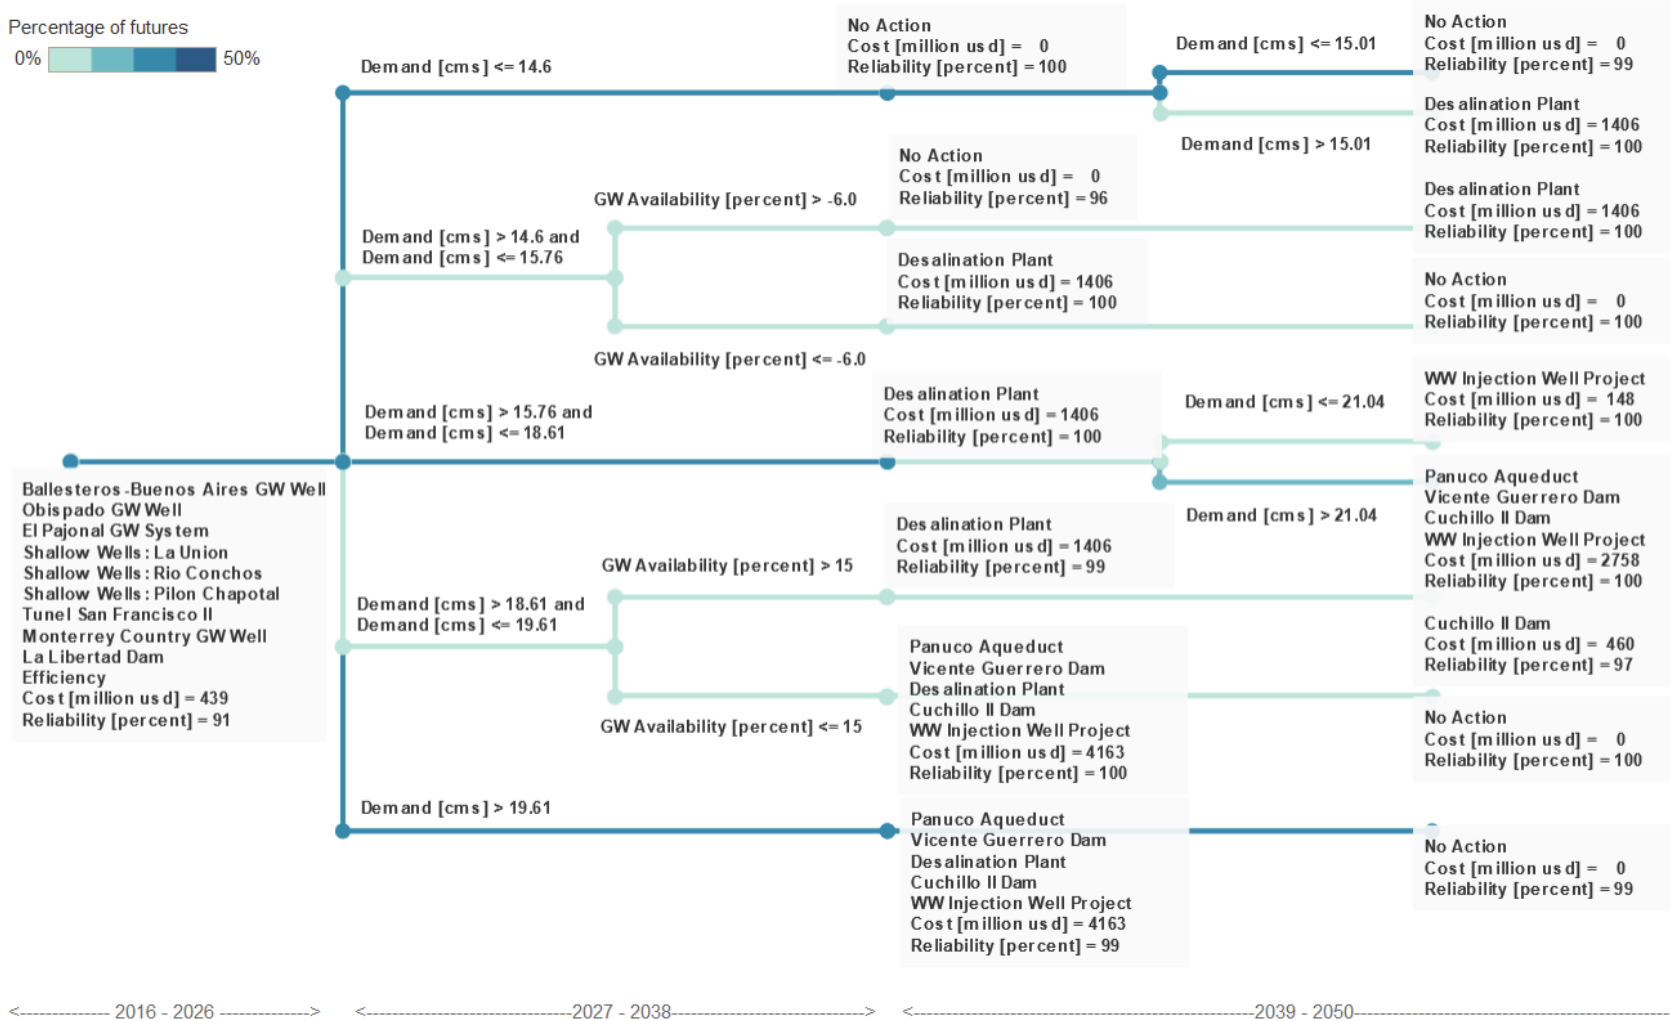 Percentage of futures
0% 50%
Demand [cms] <= 14.6
No Action
Cost [million usd] = 0
Reliability [percent] = 100
Demand [cms] <= 15.01
Demand [cms] > 15.01
No Action
Cost [million usd] = 0
Reliability [percent] = 99
Desalination Plant
Cost [million usd] = 1406
Reliability [percent] = 100
Demand [cms] > 14.6 and
Demand [cms] <= 15.76
GW Availability [percent] > -6.0
No Action
Cost [million usd] = 0
Reliability [percent] = 96
Desalination Plant
Cost [million usd] = 1406
Reliability [percent] = 100
GW Availability [percent] <= -6.0
Desalination Plant
Cost [million usd] = 1406
Reliability [percent] = 100
No Action
Cost [million usd] = 0
Reliability [percent] = 100
Demand [cms] > 15.76 and
Demand [cms] <= 18.61
Desalination Plant
Cost [million usd] = 1406
Reliability [percent] = 100
Demand [cms] <= 21.04
Demand [cms] > 21.04
WW Injection Well Project
Cost [million usd] = 148
Reliability [percent] = 100
Panuco Aqueduct
Vicente Guerrero Dam
Cuchillo II Dam
WW Injection Well Project
Cost [million usd] = 2758
Reliability [percent] = 100
Ballesteros-Buenos Aires GW Well
Obispado GW Well
El Pajonal GW System
Shallow Wells: La Union
Shallow Wells: Rio Conchos
Shallow Wells: Pilon Chapotal
Tunel San Francisco II
Monterrey Country GW Well
La Libertad Dam
Efficiency
Cost [million usd] = 439
Reliability [percent] = 91
Demand [cms] > 18.61 and
Demand [cms] <= 19.61
GW Availability [percent] > 15
Desalination Plant
Cost [million usd] = 1406
Reliability [percent] = 99
Cuchillo II Dam
Cost [million usd] = 460
Reliability [percent] = 97
GW Availability [percent] <= 15
Panuco Aqueduct
Vicente Guerrero Dam
Desalination Plant
Cuchillo II Dam
WW Injection Well Project
Cost [million usd] = 4163
Reliability [percent] = 100
No Action
Cost [million usd] = 0
Reliability [percent] = 100
Demand [cms] > 19.61
Panuco Aqueduct
Vicente Guerrero Dam
Desalination Plant
Cuchillo II Dam
WW Injection Well Project
Cost [million usd] = 4163
Reliability [percent] = 99
No Action
Cost [million usd] = 0
Reliability [percent] = 99
<-------------- 2016 - 2026 --------------> <--------------------------------2027 - 2038--------------------------------> <------------------------------------------------------2039 - 2050------------------------------------------------------